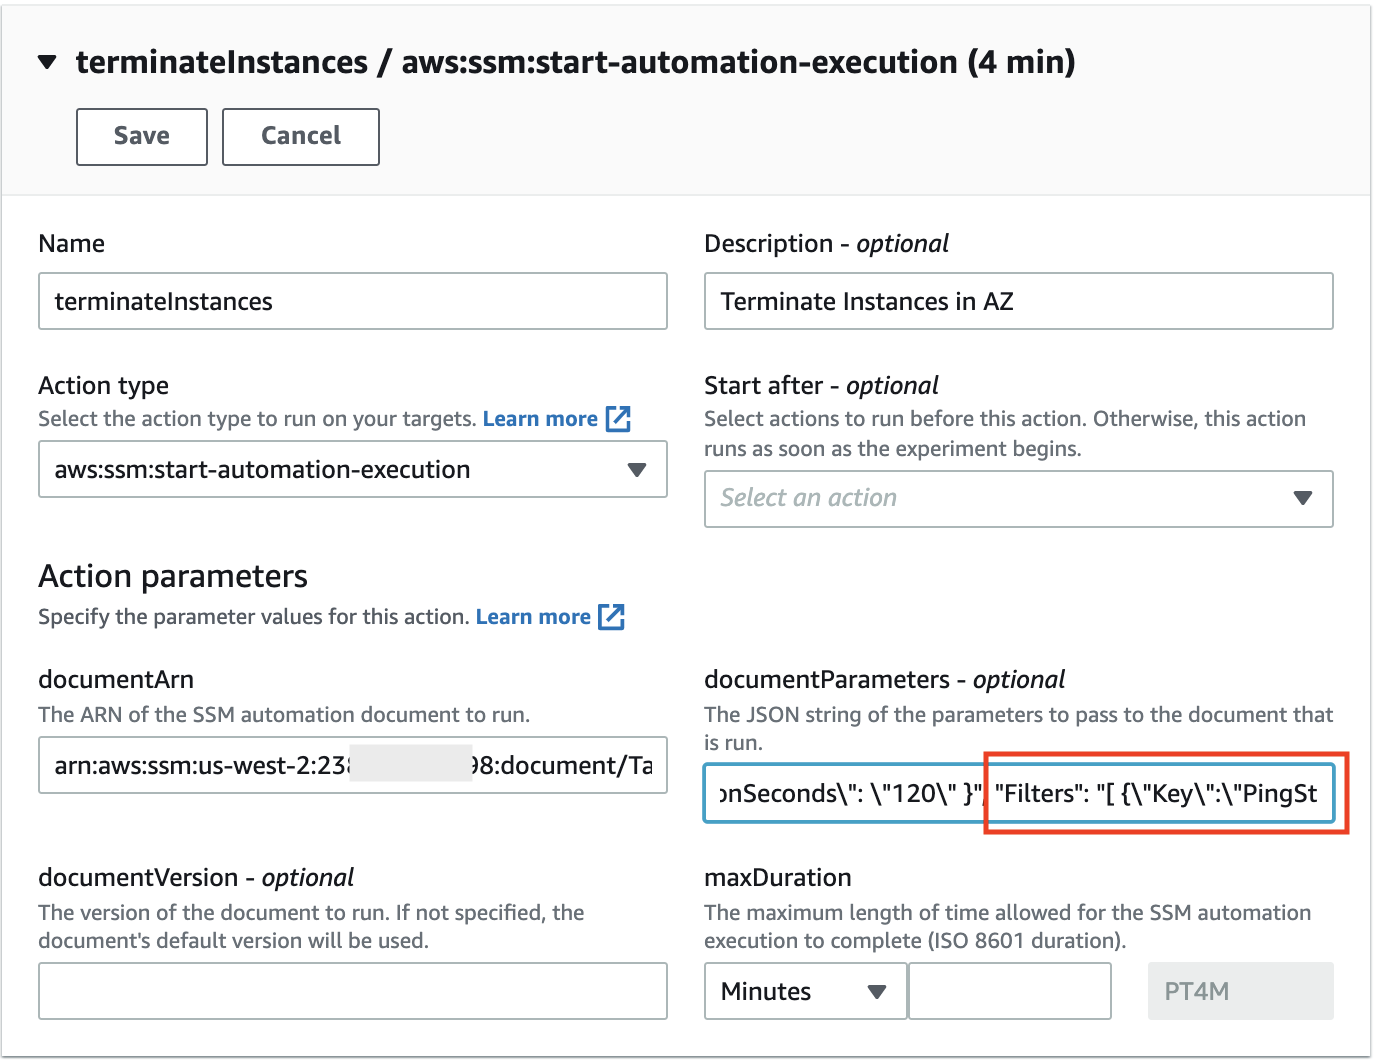 terminateInstances / aws:ssm:start-automation-execution (4 min)
Save
Cancel
Name
terminateInstances
Description - optional
Terminate Instances in AZ
Action type
Select the action type to run on your targets. Learn more
aws:ssm:start-automation-execution
Start after - optional
Select actions to run before this action. Otherwise, this action
runs as soon as the experiment begins.
Select an action
Action parameters
Specify the parameter values for this action. Learn more
documentArn
The ARN of the SSM automation document to run.
arn:aws:ssm:us-west-2:23 98:document/Ta
documentParameters - optional
The JSON string of the parameters to pass to the document that
is run.
onSeconds\": \"120\" }", "Filters": "[ {\"Key\":\"PingSt
documentVersion - optional
The version of the document to run. If not specified, the
document's default version will be used.
maxDuration
The maximum length of time allowed for the SSM automation
execution to complete (ISO 8601 duration).
Minutes
PT4M